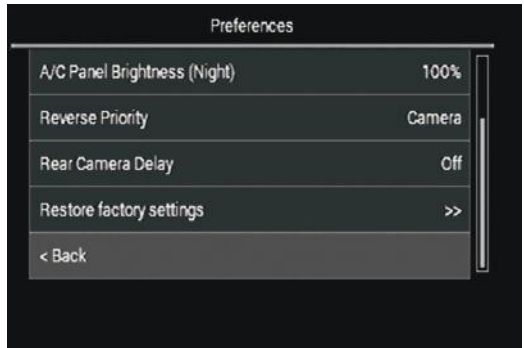 Preferences
A/C Panel Brightness (Night) 100%
Reverse Priority Camera
Rear Camera Delay Off
Restore factory settings >>
< Back